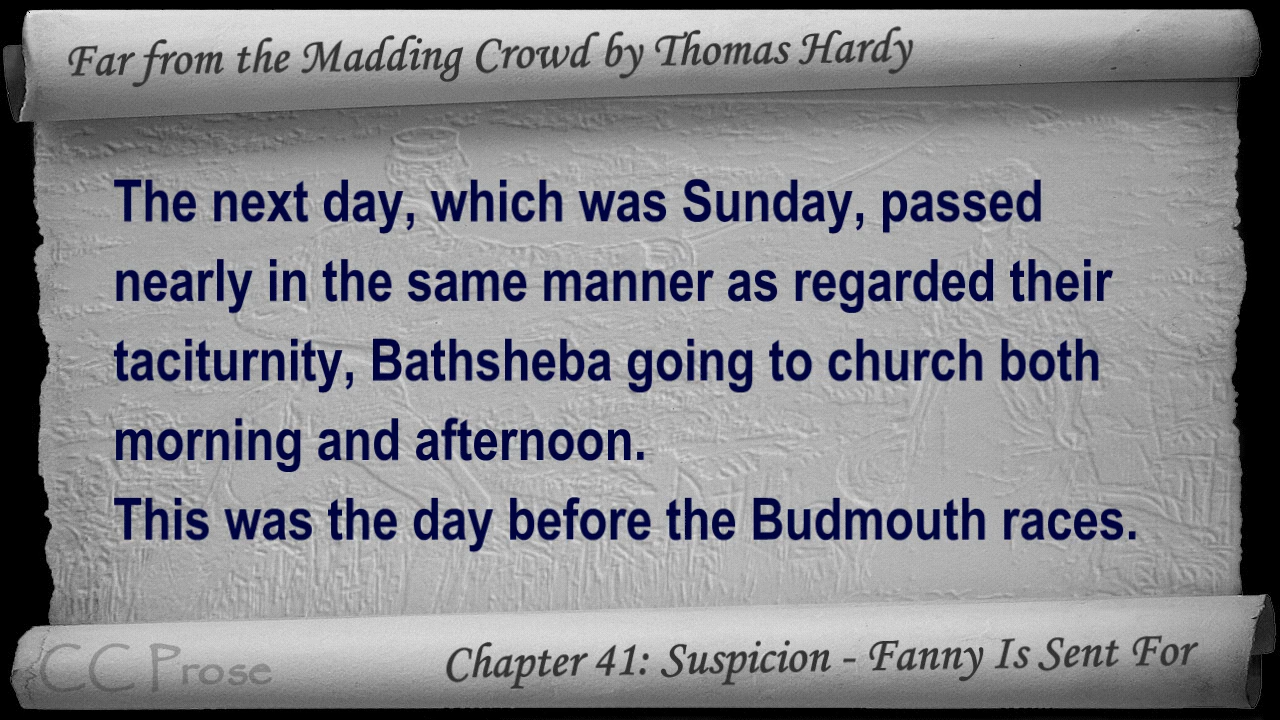 Far from the Madding Crowd by Thomas Hardy
The next day, which was Sunday, passed
nearly in the same manner as regarded their
taciturnity, Bathsheba going to church both
morning and afternoon.
This was the day before the Budmouth races.
CC Prose
Chapter 41: Suspicion - Fanny Is Sent For